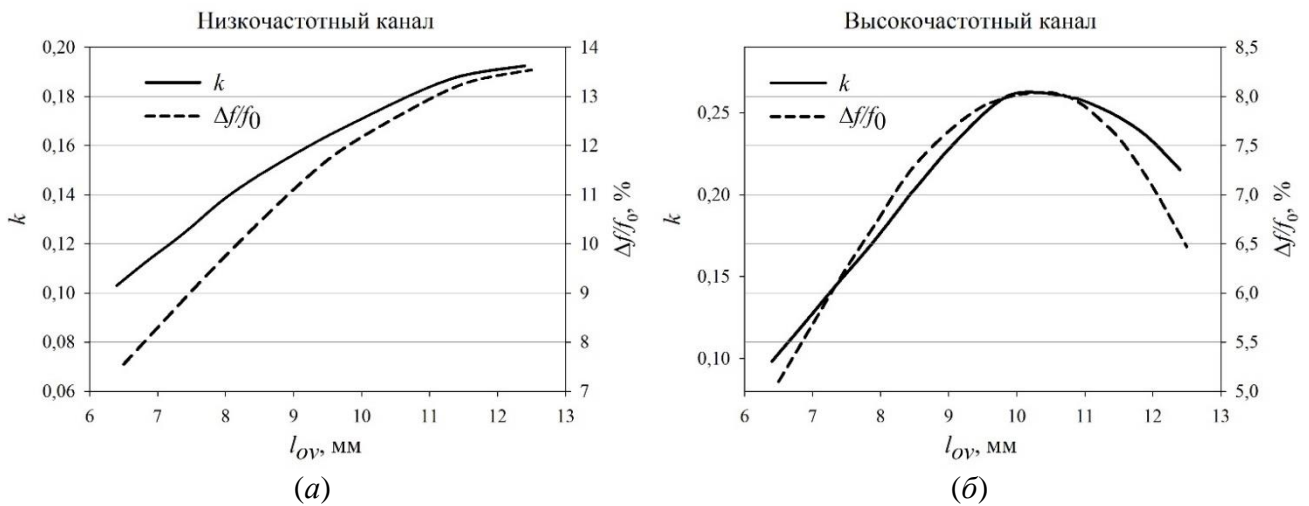 Низкочастотный канал
k
Δf/f0
0,20
0,18
0,16
0,14
0,12
0,10
0,08
0,06
k
14
13
12
11
10
9
8
7
Δf/f0, %
6 7 8 9 10 11 12 13
lov, мм
(а)
Высокочастотный канал
k
Δf/f0
0,25
0,20
0,15
0,10
k
8,5
8,0
7,5
7,0
6,5
6,0
5,5
5,0
Δf/f0, %
6 7 8 9 10 11 12 13
lov, мм
(б)